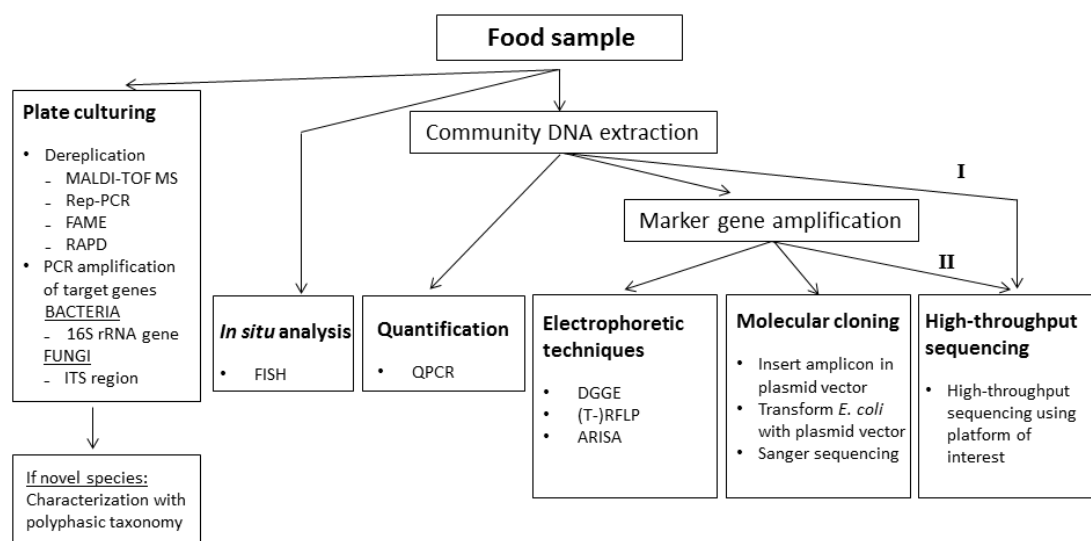 Food sample
Plate culturing
• Dereplication
- MALDI-TOF MS
- Rep-PCR
- FAME
- RAPD
• PCR amplification
of target genes
BACTERIA
- 16S rRNA gene
FUNGI
- ITS region
If novel species:
Characterization with
polyphasic taxonomy
Community DNA extraction
I
Marker gene amplification
II
In situ analysis
• FISH
Quantification
• QPCR
Electrophoretic
techniques
• DGGE
• (T-)RFLP
• ARISA
Molecular cloning
• Insert amplicon in
plasmid vector
• Transform E. coli
with plasmid vector
• Sanger sequencing
High-throughput
sequencing
• High-throughput
sequencing using
platform of
interest